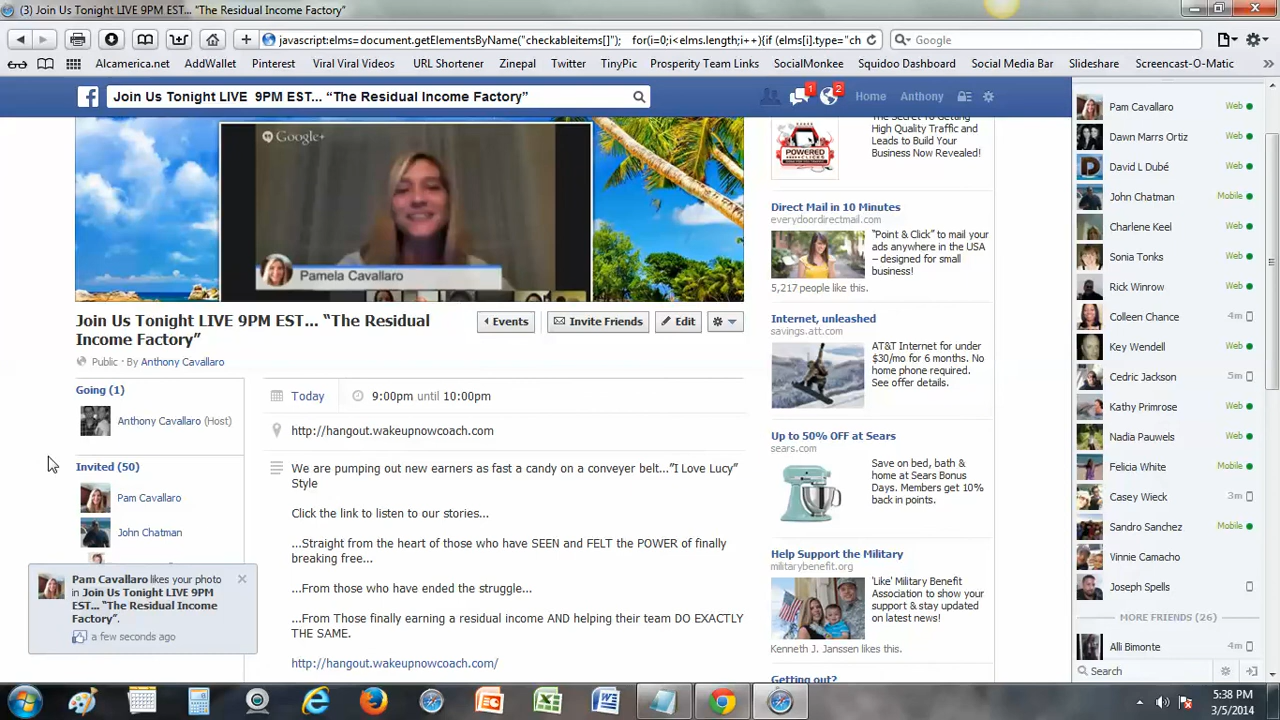 (3) Join Us Tonight LIVE 9PM EST... "The Residual Income Factory"
javascript:elms=document.getElementsByName("checkableitems[]"); for(i=0;i<elms.length;i++){if (elms[i].type="ch
Google
Alcamerica.net AddWallet Pinterest Viral Viral Videos URL Shortener Zinepal Twitter TinyPic Prosperity Team Links SocialMonkee Squidoo Dashboard Social Media Bar Slideshare Screencast-O-Matic
Join Us Tonight LIVE 9PM EST... “The Residual Income Factory”
1
2
Home
Anthony
Google+
Pamela Cavallaro
Join Us Tonight LIVE 9PM EST... “The Residual
Income Factory”
Public · By Anthony Cavallaro
Events
Invite Friends
Edit
Going (1)
Anthony Cavallaro (Host)
Invited (50)
Pam Cavallaro
John Chatman
Pam Cavallaro likes your photo
in Join Us Tonight LIVE 9PM
EST... “The Residual Income
Factory”.
a few seconds ago
Today
9:00pm until 10:00pm
http://hangout.wakeupnowcoach.com
We are pumping out new earners as fast a candy on a conveyer belt..."I Love Lucy"
Style
Click the link to listen to our stories...
...Straight from the heart of those who have SEEN and FELT the POWER of finally
breaking free...
...From those who have ended the struggle...
...From Those finally earning a residual income AND helping their team DO EXACTLY
THE SAME.
http://hangout.wakeupnowcoach.com/
The Secret To Getting
High Quality Traffic and
Leads to Build Your
Business Now Revealed!
POWERED
CLICKS
Direct Mail in 10 Minutes
everydoordirectmail.com
"Point & Click" to mail your
ads anywhere in the USA
– designed for small
business!
5,217 people like this.
Internet, unleashed
savings.att.com
AT&T Internet for under
$30/mo for 6 months. No
home phone required.
See offer details.
Up to 50% OFF at Sears
sears.com
Save on bed, bath &
home at Sears Bonus
Days. Members get 10%
back in points.
Help Support the Military
militarybenefit.org
'Like' Military Benefit
Association to show your
support & stay updated
on latest news!
Kenneth J. Janssen likes this.
Getting out?
Pam Cavallaro Web
Dawn Marrs Ortiz Web
David L Dubé Web
John Chatman Mobile
Charlene Keel Web
Sonia Tonks Web
Rick Winrow Web
Colleen Chance 4m
Key Wendell Web
Cedric Jackson 5m
Kathy Primrose Web
Nadia Pauwels Web
Felicia White Mobile
Casey Wieck 3m
Sandro Sanchez Mobile
Vinnie Camacho
Joseph Spells
MORE FRIENDS (26)
Alli Bimonte 4m
Search
5:38 PM
3/5/2014